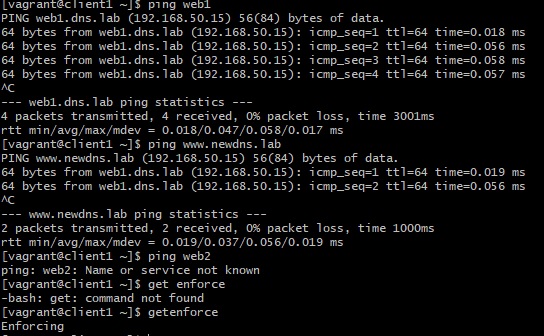 [vagrant@client1 ~]$ ping web1
PING web1.dns.lab (192.168.50.15) 56(84) bytes of data.
64 bytes from web1.dns.lab (192.168.50.15): icmp_seq=1 ttl=64 time=0.018 ms
64 bytes from web1.dns.lab (192.168.50.15): icmp_seq=2 ttl=64 time=0.056 ms
64 bytes from web1.dns.lab (192.168.50.15): icmp_seq=3 ttl=64 time=0.058 ms
64 bytes from web1.dns.lab (192.168.50.15): icmp_seq=4 ttl=64 time=0.057 ms
^C
--- web1.dns.lab ping statistics ---
4 packets transmitted, 4 received, 0% packet loss, time 3001ms
rtt min/avg/max/mdev = 0.018/0.047/0.058/0.017 ms
[vagrant@client1 ~]$ ping www.newdns.lab
PING www.newdns.lab (192.168.50.15) 56(84) bytes of data.
64 bytes from web1.dns.lab (192.168.50.15): icmp_seq=1 ttl=64 time=0.019 ms
64 bytes from web1.dns.lab (192.168.50.15): icmp_seq=2 ttl=64 time=0.056 ms
^C
--- www.newdns.lab ping statistics ---
2 packets transmitted, 2 received, 0% packet loss, time 1000ms
rtt min/avg/max/mdev = 0.019/0.037/0.056/0.019 ms
[vagrant@client1 ~]$ ping web2
ping: web2: Name or service not known
[vagrant@client1 ~]$ get enforce
-bash: get: command not found
[vagrant@client1 ~]$ getenforce
Enforcing